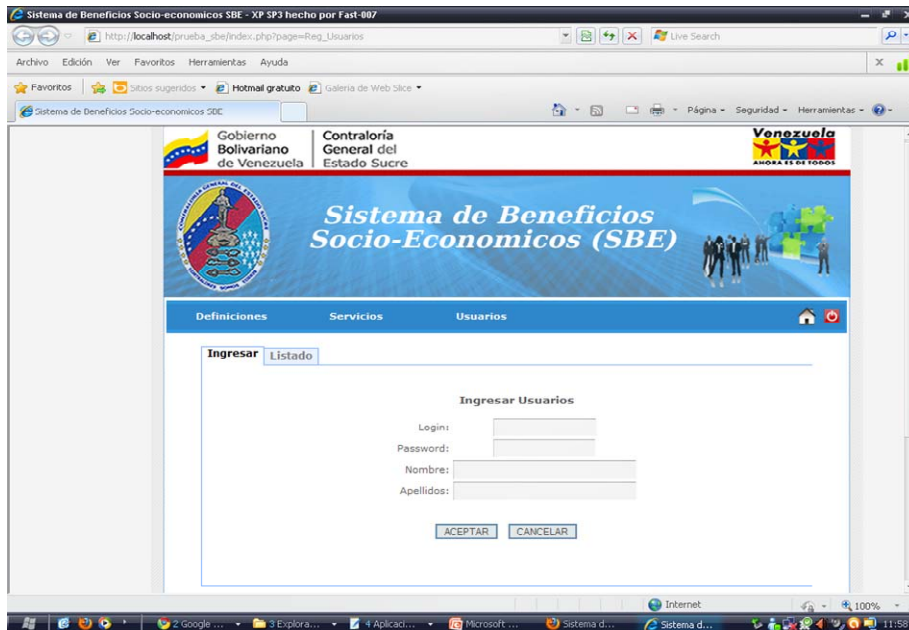 Sistema de Beneficios Socio-economicos SBE - XP SP3 hecho por Fast-007
http://localhost/prueba_sbe/index.php?page=Reg_Usuarios
Live Search
Archivo Edición Ver Favoritos Herramientas Ayuda
Favoritos Sitios sugeridos Hotmail gratuito Galería de Web Slice
Sistema de Beneficios Socio-economicos SBE
Página Seguridad Herramientas
Gobierno Bolivariano de Venezuela
Contraloría General del Estado Sucre
Venezuela
AHORA ES DE TODOS
Sistema de Beneficios
Socio-Economicos (SBE)
Definiciones Servicios Usuarios
Ingresar Listado
Ingresar Usuarios
Login:
Password:
Nombre:
Apellidos:
ACEPTAR CANCELAR
Internet 100%
2 Google ... 3 Explora... 4 Aplicaci... Microsoft ... Sistema d... Sistema d... 11:58